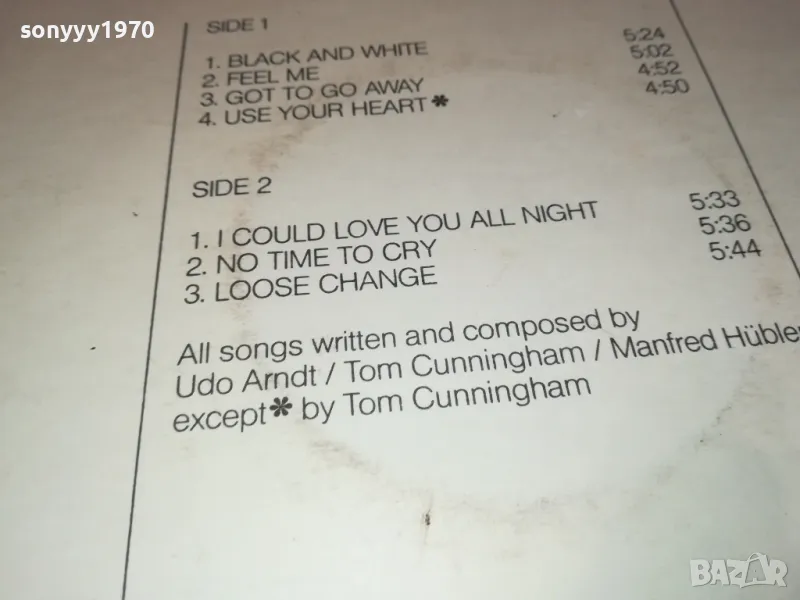 sonyyy1970
SIDE 1
1. BLACK AND WHITE 5:24
2. FEEL ME 5:02
3. GOT TO GO AWAY 4:52
4. USE YOUR HEART* 4:50
SIDE 2
1. I COULD LOVE YOU ALL NIGHT 5:33
2. NO TIME TO CRY 5:36
3. LOOSE CHANGE 5:44
All songs written and composed by
Udo Arndt / Tom Cunningham / Manfred Hübler
except* by Tom Cunningham
BAZAR